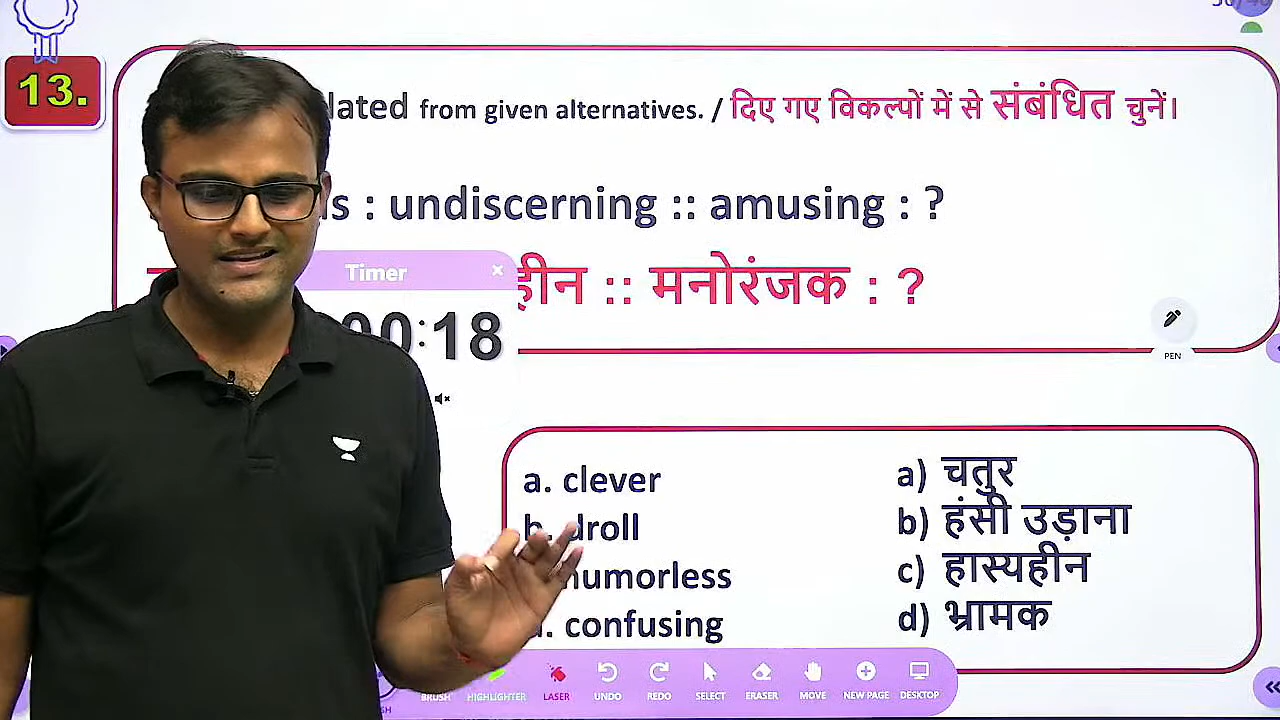 13.
lated from given alternatives. / दिए गए विकल्पों में से संबंधित चुनें।
: undiscerning :: amusing : ?
हीन :: मनोरंजक : ?
Timer
00:18
PEN
a. clever
b. droll
humorless
d. confusing
a) चतुर
b) हंसी उड़ाना
c) हास्यहीन
d) भ्रामक
BRUSH
HIGHLIGHTER
LASER
UNDO
REDO
SELECT
ERASER
MOVE
NEW PAGE
DESKTOP